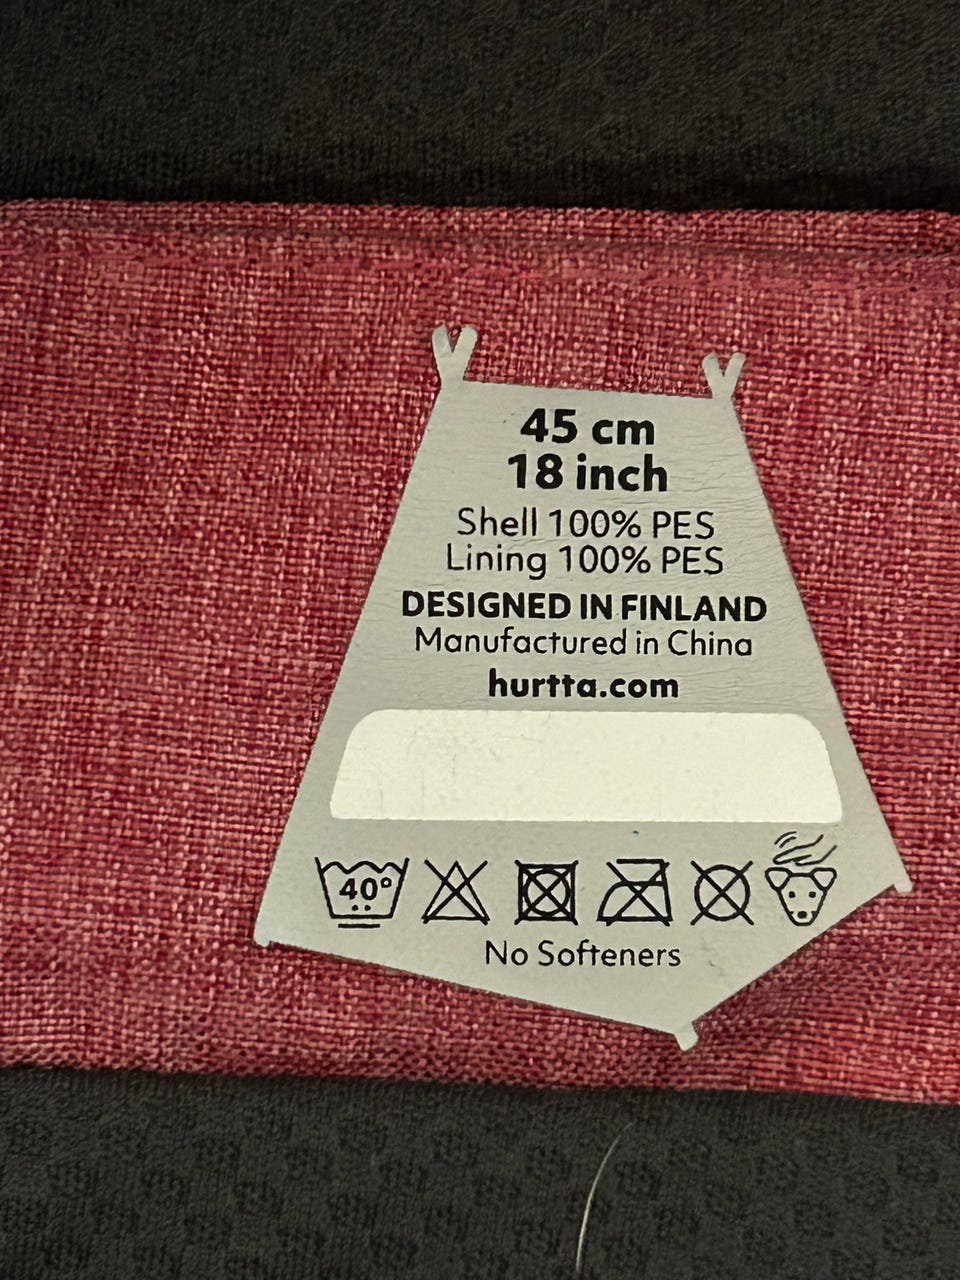 45 cm
18 inch
Shell 100% PES
Lining 100% PES
DESIGNED IN FINLAND
Manufactured in China
hurtta.com
40°
No Softeners